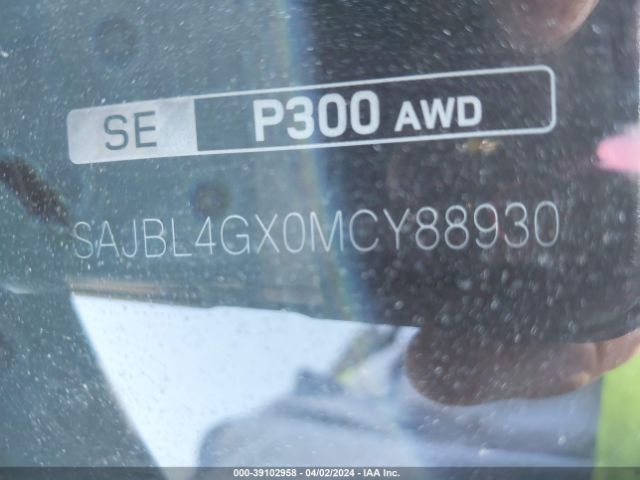 SE P300 AWD
SAJBL4GX0MCY88930
000-39102958 - 04/02/2024 - IAA Inc.